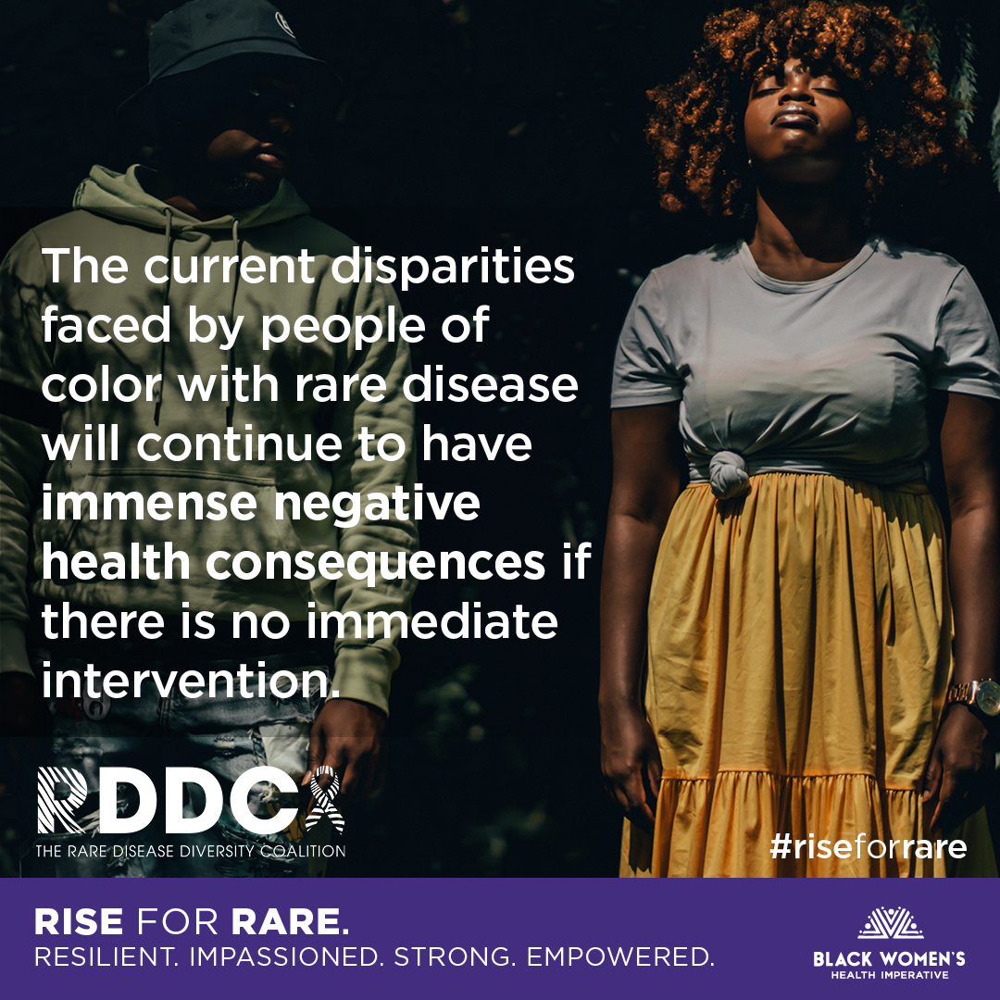 The current disparities
faced by people of
color with rare disease
will continue to have
immense negative
health consequences if
there is no immediate
intervention.
RDDC
THE RARE DISEASE DIVERSITY COALITION
#riseforrare
RISE FOR RARE.
RESILIENT. IMPASSIONED. STRONG. EMPOWERED.
BLACK WOMEN'S
HEALTH IMPERATIVE